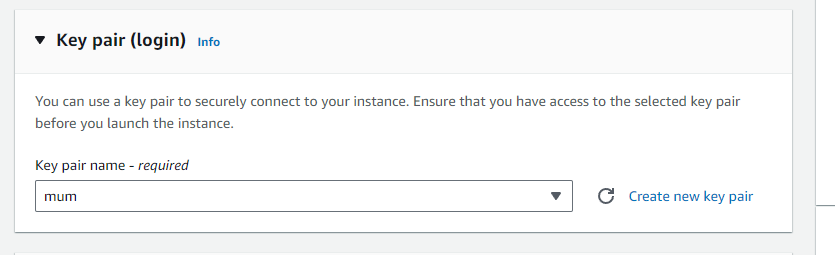 Key pair (login) Info
You can use a key pair to securely connect to your instance. Ensure that you have access to the selected key pair
before you launch the instance.
Key pair name - required
mum
Create new key pair